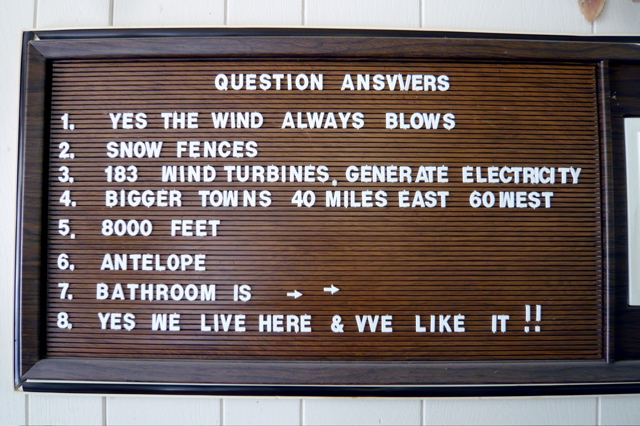 QUESTION ANSWERS
1. YES THE WIND ALWAYS BLOWS
2. SNOW FENCES
3. 183 WIND TURBINES. GENERATE ELECTRICITY
4. BIGGER TOWNS 40 MILES EAST 60 WEST
5. 8000 FEET
6. ANTELOPE
7. BATHROOM IS → →
8. YES WE LIVE HERE & WE LIKE IT !!